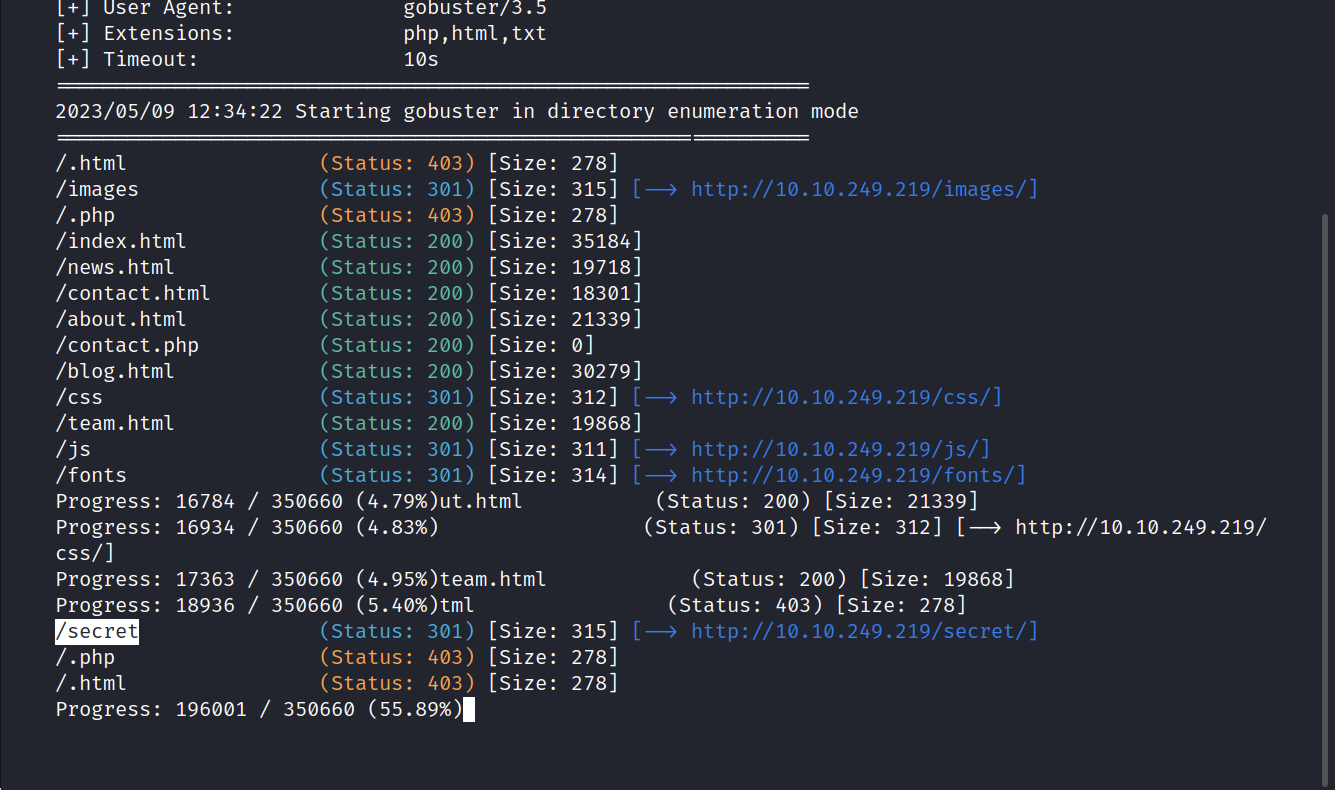 [+] User Agent:              gobuster/3.5
[+] Extensions:              php,html,txt
[+] Timeout:                 10s
===============================================================
2023/05/09 12:34:22 Starting gobuster in directory enumeration mode
===============================================================
/.html                (Status: 403) [Size: 278]
/images               (Status: 301) [Size: 315] [--> http://10.10.249.219/images/]
/.php                 (Status: 403) [Size: 278]
/index.html           (Status: 200) [Size: 35184]
/news.html            (Status: 200) [Size: 19718]
/contact.html         (Status: 200) [Size: 18301]
/about.html           (Status: 200) [Size: 21339]
/contact.php          (Status: 200) [Size: 0]
/blog.html            (Status: 200) [Size: 30279]
/css                  (Status: 301) [Size: 312] [--> http://10.10.249.219/css/]
/team.html            (Status: 200) [Size: 19868]
/js                   (Status: 301) [Size: 311] [--> http://10.10.249.219/js/]
/fonts                (Status: 301) [Size: 314] [--> http://10.10.249.219/fonts/]
Progress: 16784 / 350660 (4.79%)ut.html           (Status: 200) [Size: 21339]
Progress: 16934 / 350660 (4.83%)                 (Status: 301) [Size: 312] [--> http://10.10.249.219/
css/]
Progress: 17363 / 350660 (4.95%)team.html            (Status: 200) [Size: 19868]
Progress: 18936 / 350660 (5.40%)tml                (Status: 403) [Size: 278]
/secret               (Status: 301) [Size: 315] [--> http://10.10.249.219/secret/]
/.php                 (Status: 403) [Size: 278]
/.html                (Status: 403) [Size: 278]
Progress: 196001 / 350660 (55.89%)